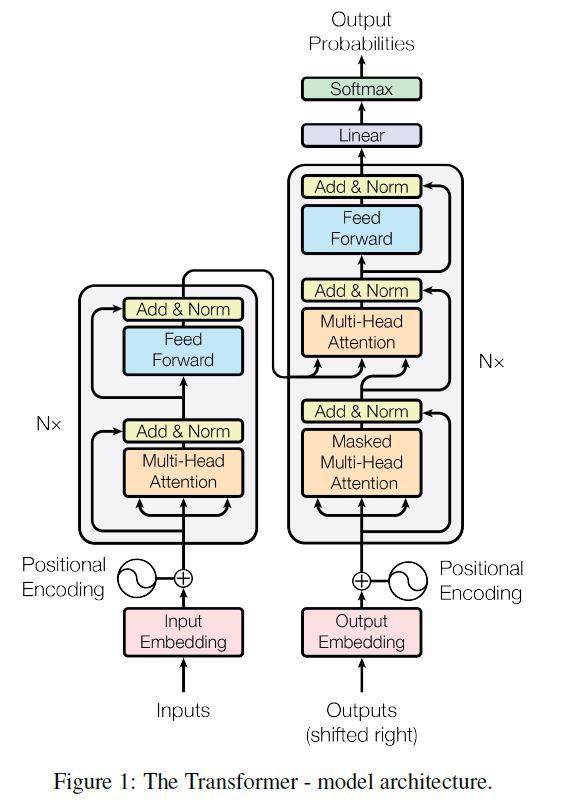 Output
Probabilities
Softmax
Linear
Add & Norm
Feed
Forward
Add & Norm
Multi-Head
Attention
Add & Norm
Masked
Multi-Head
Attention
Nx
Add & Norm
Feed
Forward
Add & Norm
Multi-Head
Attention
Nx
Positional
Encoding
Positional
Encoding
Input
Embedding
Output
Embedding
Inputs
Outputs
(shifted right)
Figure 1: The Transformer - model architecture.